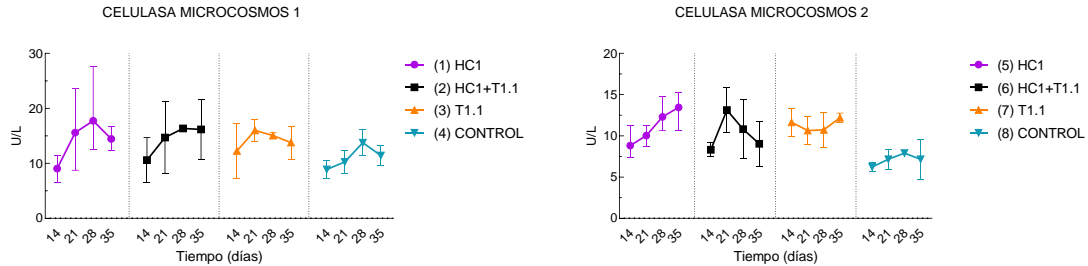 CELULASA MICROCOSMOS 1
30
20
10
0
U/L
14 21 28 35 14 21 28 35 14 21 28 35 14 21 28 35
Tiempo (días)
(1) HC1
(2) HC1+T1.1
(3) T1.1
(4) CONTROL
CELULASA MICROCOSMOS 2
20
15
10
5
0
U/L
14 21 28 35 14 21 28 35 14 21 28 35 14 21 28 35
Tiempo (días)
(5) HC1
(6) HC1+T1.1
(7) T1.1
(8) CONTROL